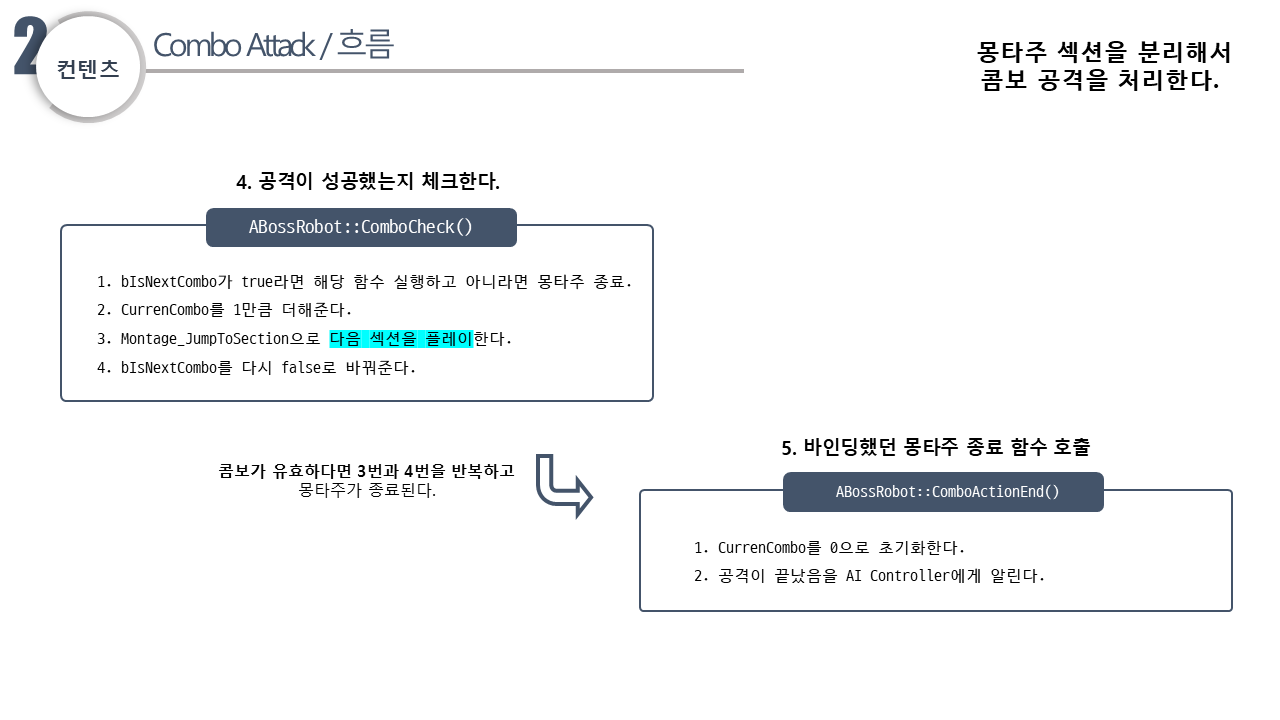 2
컨텐츠
Combo Attack / 흐름
몽타주 섹션을 분리해서
콤보 공격을 처리한다.
4. 공격이 성공했는지 체크한다.
ABossRobot::ComboCheck()
1. bIsNextCombo가 true라면 해당 함수 실행하고 아니라면 몽타주 종료.
2. CurrenCombo를 1만큼 더해준다.
3. Montage_JumpToSection으로 다음 섹션을 플레이한다.
4. bIsNextCombo를 다시 false로 바꿔준다.
콤보가 유효하다면 3번과 4번을 반복하고
몽타주가 종료된다.
5. 바인딩했던 몽타주 종료 함수 호출
ABossRobot::ComboActionEnd()
1. CurrenCombo를 0으로 초기화한다.
2. 공격이 끝났음을 AI Controller에게 알린다.